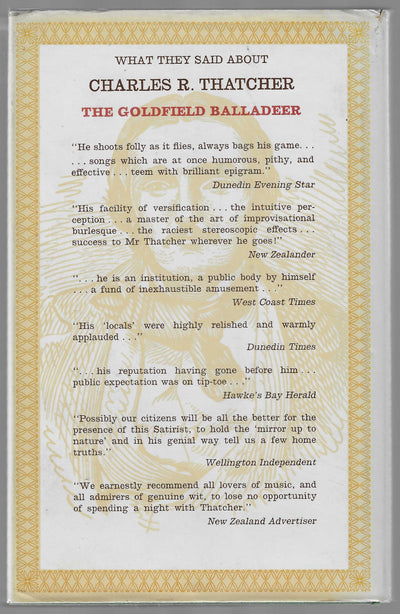 WHAT THEY SAID ABOUT
CHARLES R. THATCHER
THE GOLDFIELD BALLADEER
"He shoots folly as it flies, always bags his game. . .
. . . songs which are at once humorous, pithy, and
effective . . . teem with brilliant epigram."
Dunedin Evening Star
"His facility of versification . . . the intuitive per-
ception . . . a master of the art of improvisational
burlesque . . . the raciest stereoscopic effects . . .
success to Mr Thatcher wherever he goes!"
New Zealander
". . . he is an institution, a public body by himself
. . . a fund of inexhaustible amusement . . ."
West Coast Times
"His 'locals' were highly relished and warmly
applauded . . ."
Dunedin Times
". . . his reputation having gone before him . . .
public expectation was on tip-toe . . ."
Hawke's Bay Herald
"Possibly our citizens will be all the better for the
presence of this Satirist, to hold the 'mirror up to
nature' and in his genial way tell us a few home
truths."
Wellington Independent
"We earnestly recommend all lovers of music, and
all admirers of genuine wit, to lose no opportunity
of spending a night with Thatcher."
New Zealand Advertiser